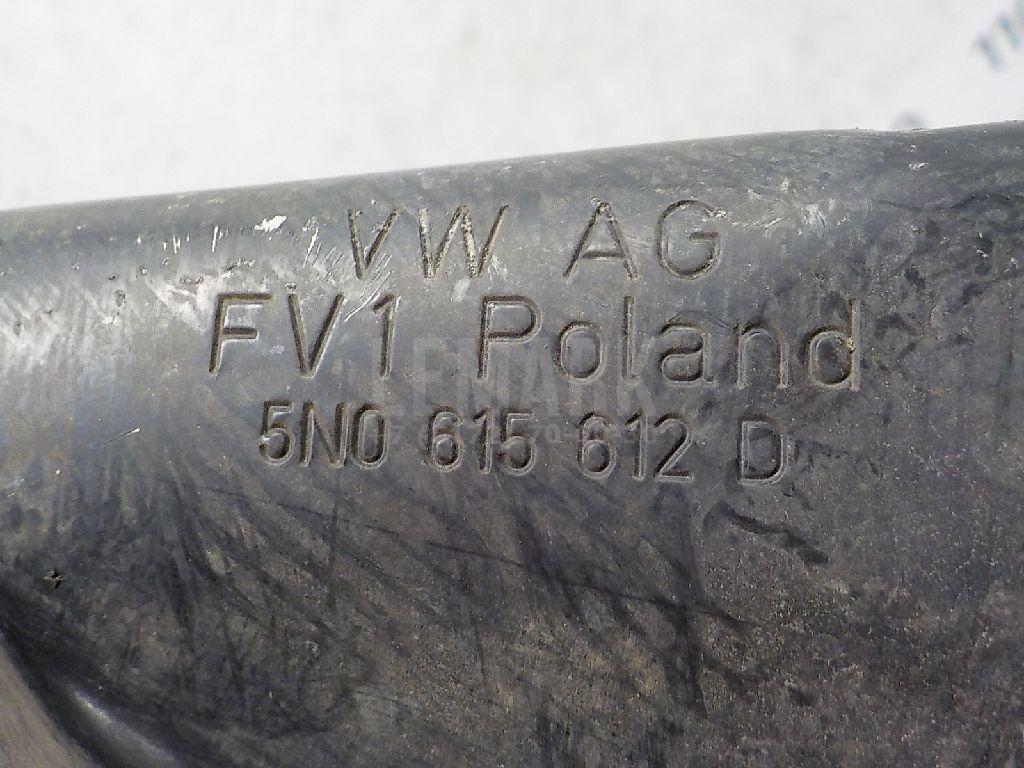 VW AG
FV1 Poland
5N0 615 612 D